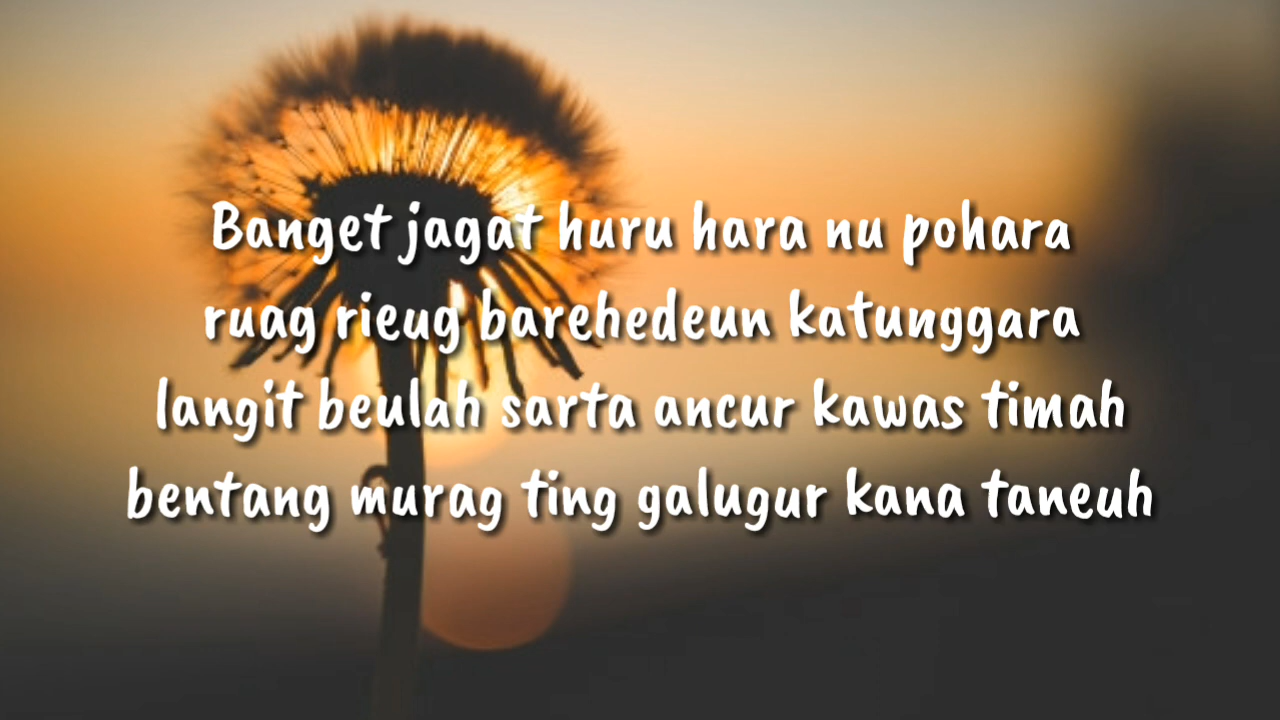 Banget jagat huru hara nu pohara
ruag rieug barehedeun katunggara
langit beulah sarta ancur kawas timah
bentang murag ting galugur kana taneuh